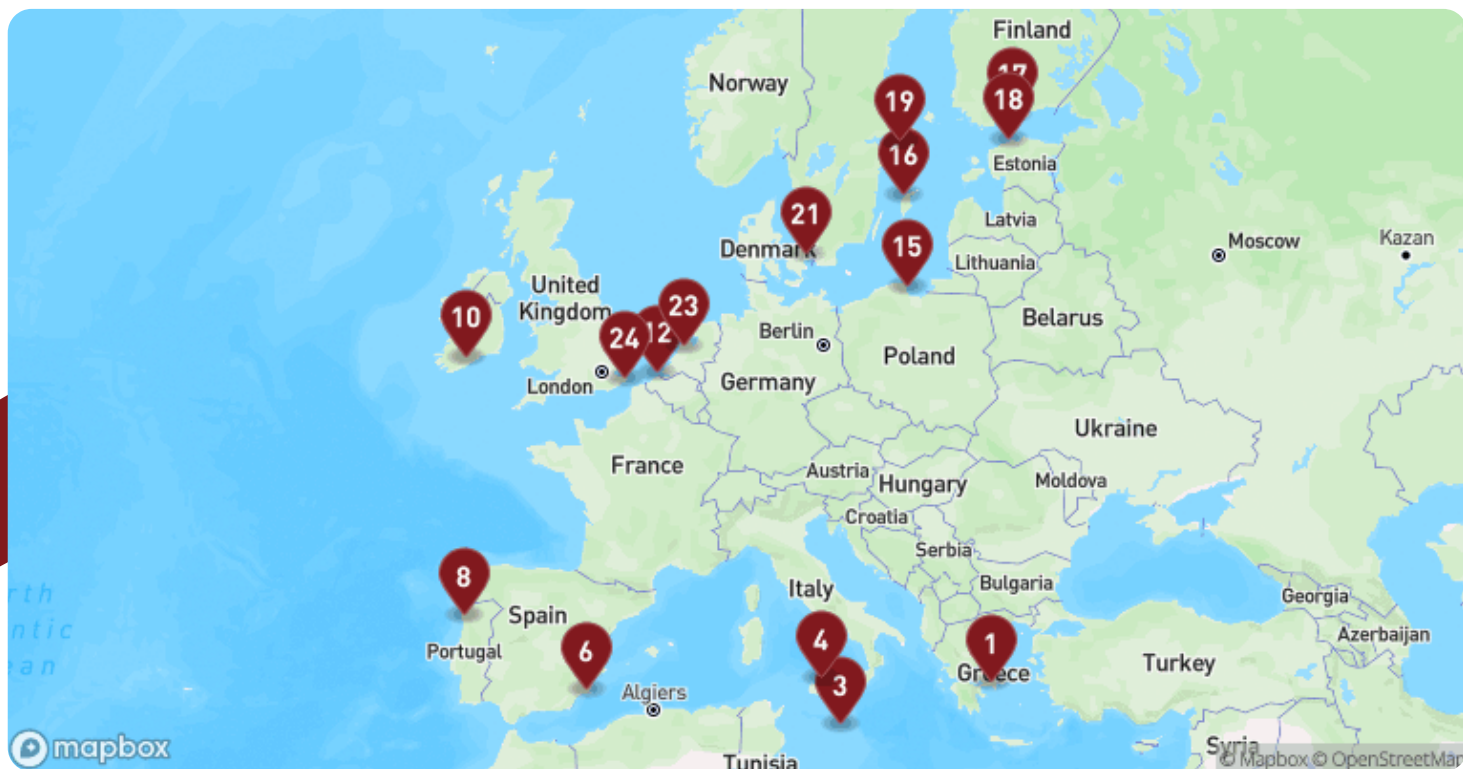 Finland
17
Norway
19
18
16
Estonia
21
Latvia
15
Denmark
Moscow
Kazan
Lithuania
United
Kingdom
10
23
24
12
Belarus
Berlin
Poland
London
Germany
Ukraine
France
Austria
Hungary
Moldova
Croatia
Serbia
8
Italy
Bulgaria
Georgia
Spain
Azerbaijan
Portugal
6
4
1
Greece
Turkey
3
Algiers
Syria
Tunisia
mapbox
© Mapbox © OpenStreetMap